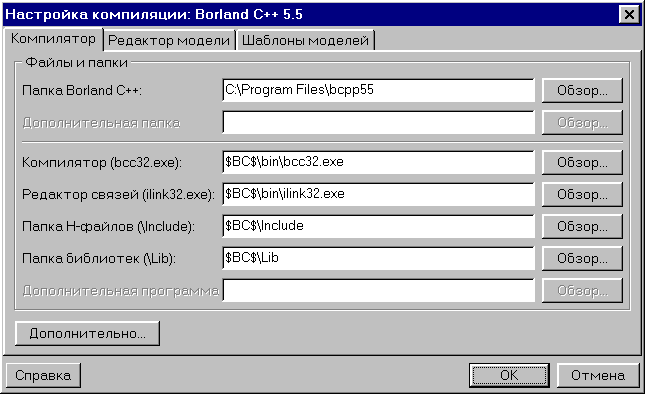 Настройка компиляции: Borland C++ 5.5
Компилятор Редактор модели Шаблоны моделей
Файлы и папки
Папка Borland C++: C:\Program Files\bcpp55 Обзор...
Дополнительная папка Обзор...
Компилятор (bcc32.exe): $BC$\bin\bcc32.exe Обзор...
Редактор связей (ilink32.exe): $BC$\bin\ilink32.exe Обзор...
Папка H-файлов (\Include): $BC$\Include Обзор...
Папка библиотек (\Lib): $BC$\Lib Обзор...
Дополнительная программа Обзор...
Дополнительно...
Справка OK Отмена